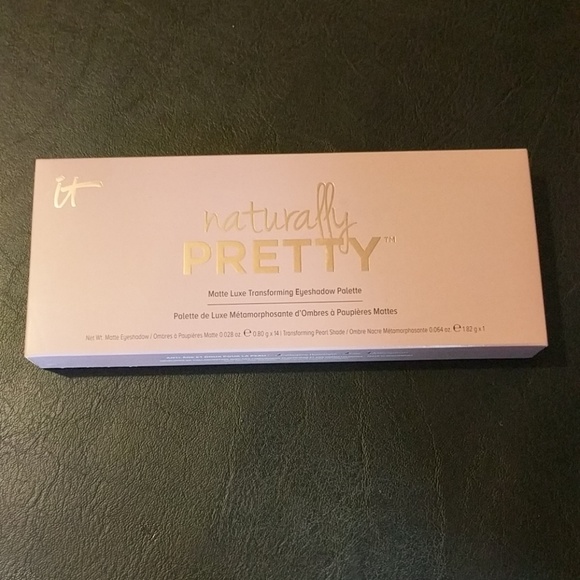 it
naturally
PRETTY™
Matte Luxe Transforming Eyeshadow Palette
Palette de Luxe Métamorphosante d'Ombres à Paupières Mattes
Net Wt. Matte Eyeshadow / Ombres à Paupières Matte 0.028 oz. ℮ 0.80 g x 14 | Transforming Pearl Shade / Ombre Nacre Métamorphosante 0.064 oz. ℮ 1.82 g x 1